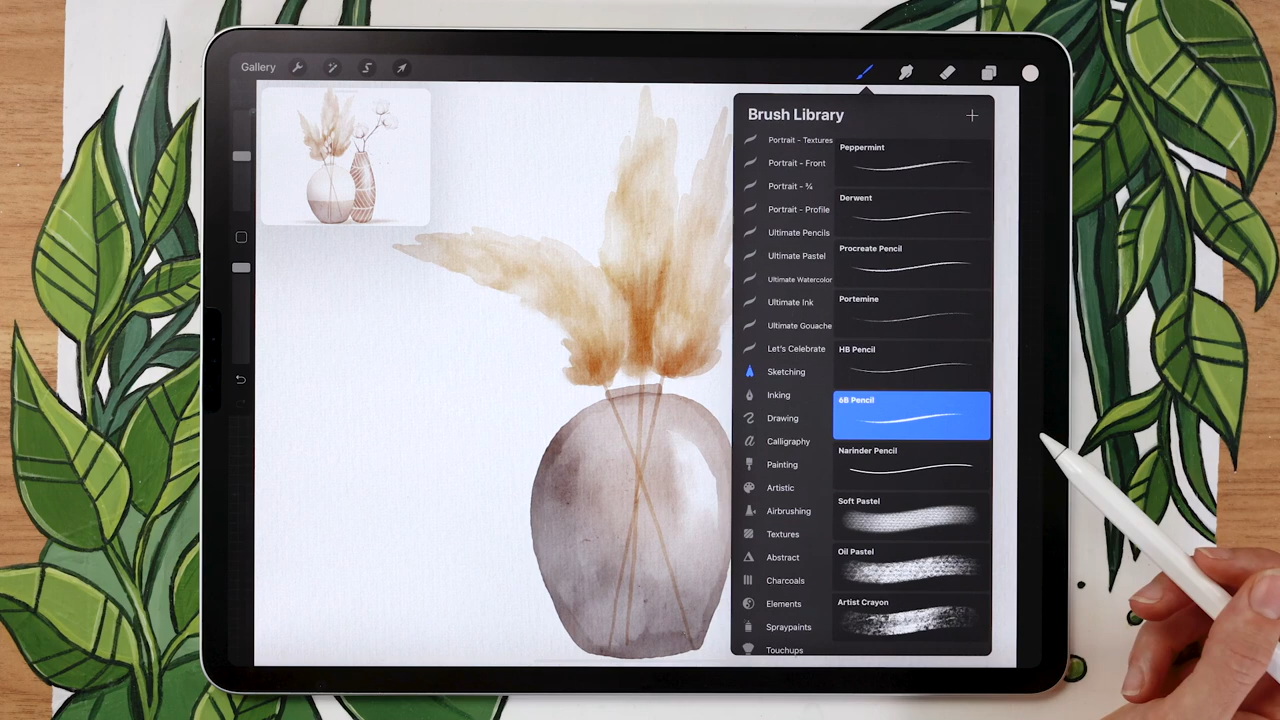 Gallery
Brush Library
Portrait - Textures
Portrait - Front
Portrait - ¾
Portrait - Profile
Ultimate Pencils
Ultimate Pastel
Ultimate Watercolor
Ultimate Ink
Ultimate Gouache
Let's Celebrate
Sketching
Inking
Drawing
Calligraphy
Painting
Artistic
Airbrushing
Textures
Abstract
Charcoals
Elements
Spraypaints
Touchups
Peppermint
Derwent
Procreate Pencil
Portemine
HB Pencil
6B Pencil
Narinder Pencil
Soft Pastel
Oil Pastel
Artist Crayon